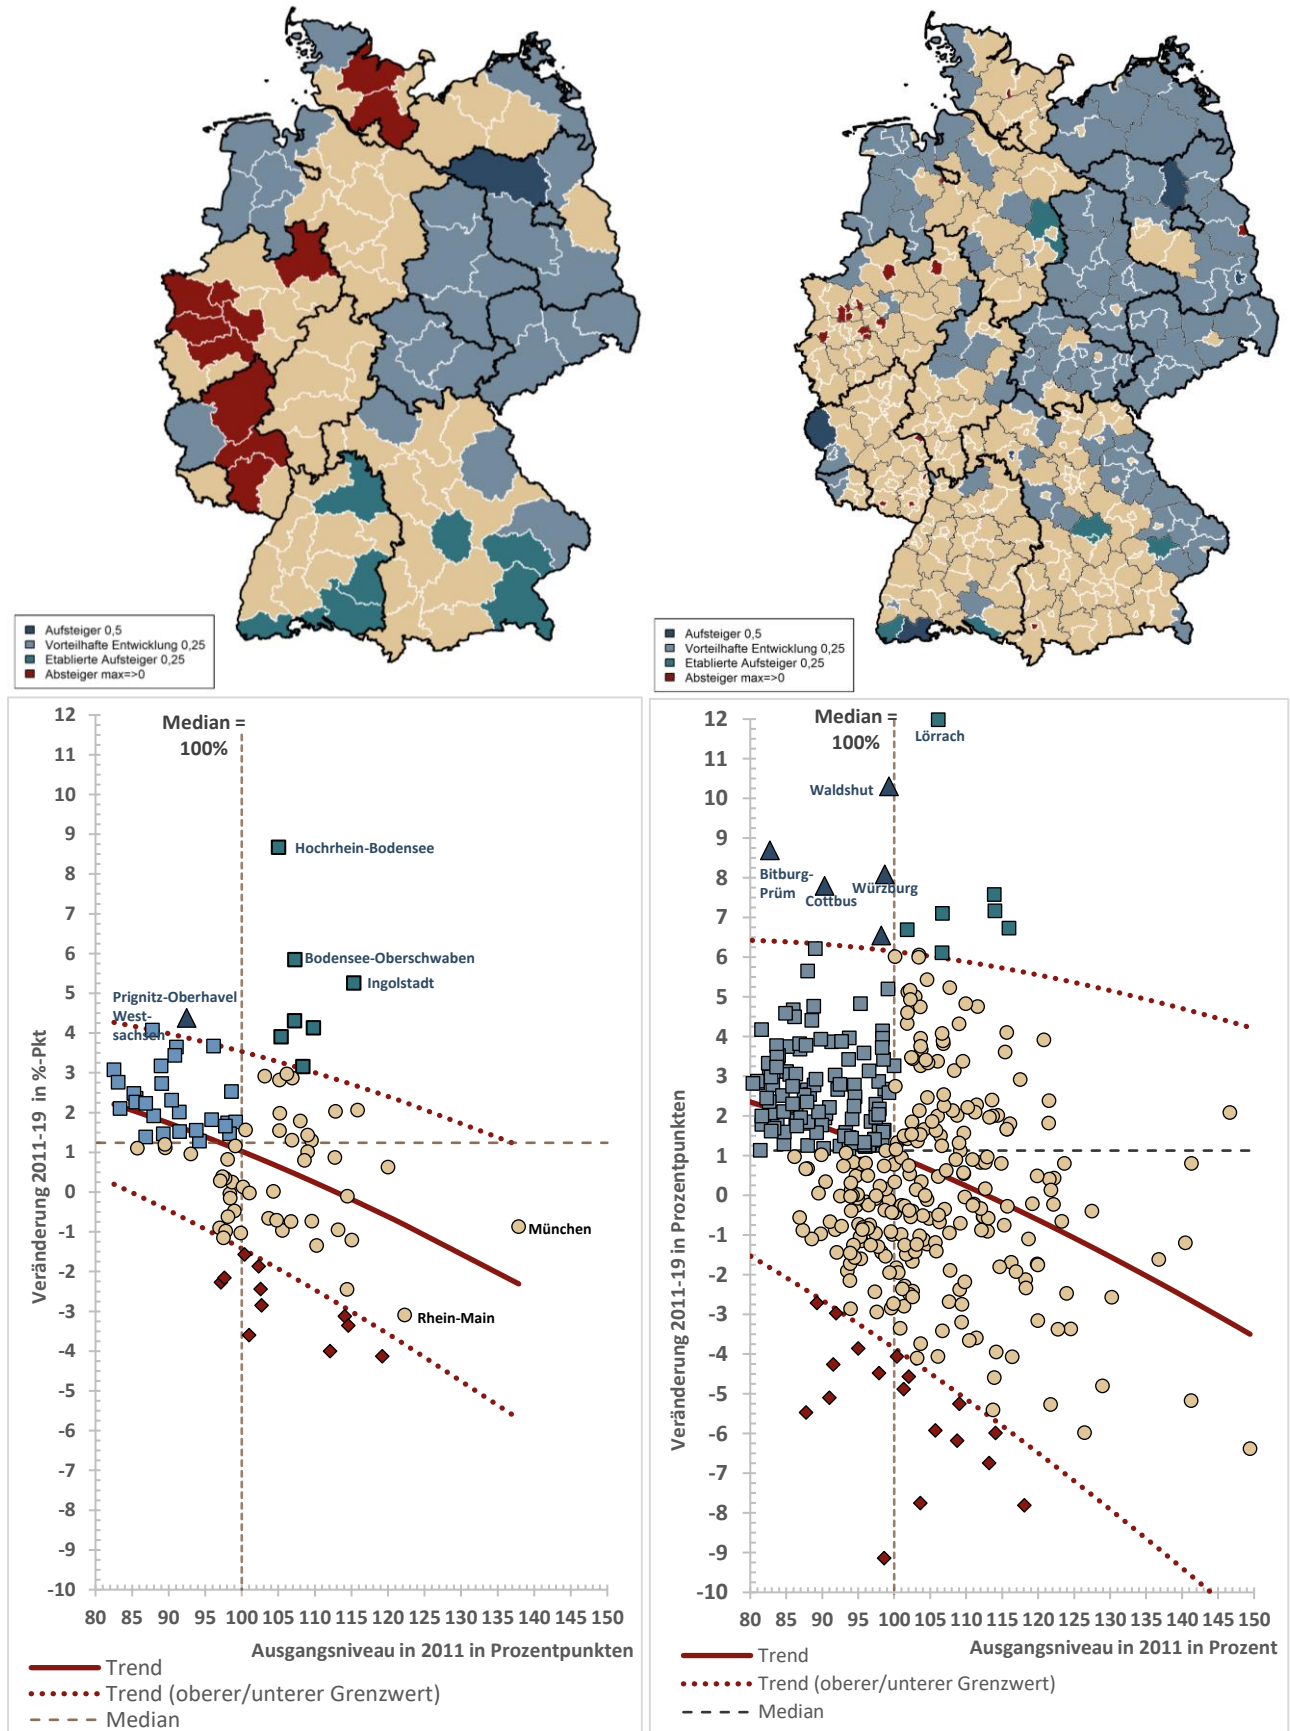 Aufsteiger 0,5
Vorteilhafte Entwicklung 0,25
Etablierte Aufsteiger 0,25
Absteiger max=>0
Aufsteiger 0,5
Vorteilhafte Entwicklung 0,25
Etablierte Aufsteiger 0,25
Absteiger max=>0
Veränderung 2011-19 in %-Pkt
12
11
10
9
8
7
6
5
4
3
2
1
0
-1
-2
-3
-4
-5
-6
-7
-8
-9
-10
Median =
100%
Hochrhein-Bodensee
Bodensee-Oberschwaben
Ingolstadt
Prignitz-Oberhavel
West-
sachsen
München
Rhein-Main
80 85 90 95 100 105 110 115 120 125 130 135 140 145 150
Ausgangsniveau in 2011 in Prozentpunkten
Trend
Trend (oberer/unterer Grenzwert)
Median
Veränderung 2011-19 in Prozentpunkten
12
11
10
9
8
7
6
5
4
3
2
1
0
-1
-2
-3
-4
-5
-6
-7
-8
-9
-10
Median =
100%
Lörrach
Waldshut
Bitburg-
Prüm
Würzburg
Cottbus
80 85 90 95 100 105 110 115 120 125 130 135 140 145 150
Ausgangsniveau in 2011 in Prozent
Trend
Trend (oberer/unterer Grenzwert)
Median